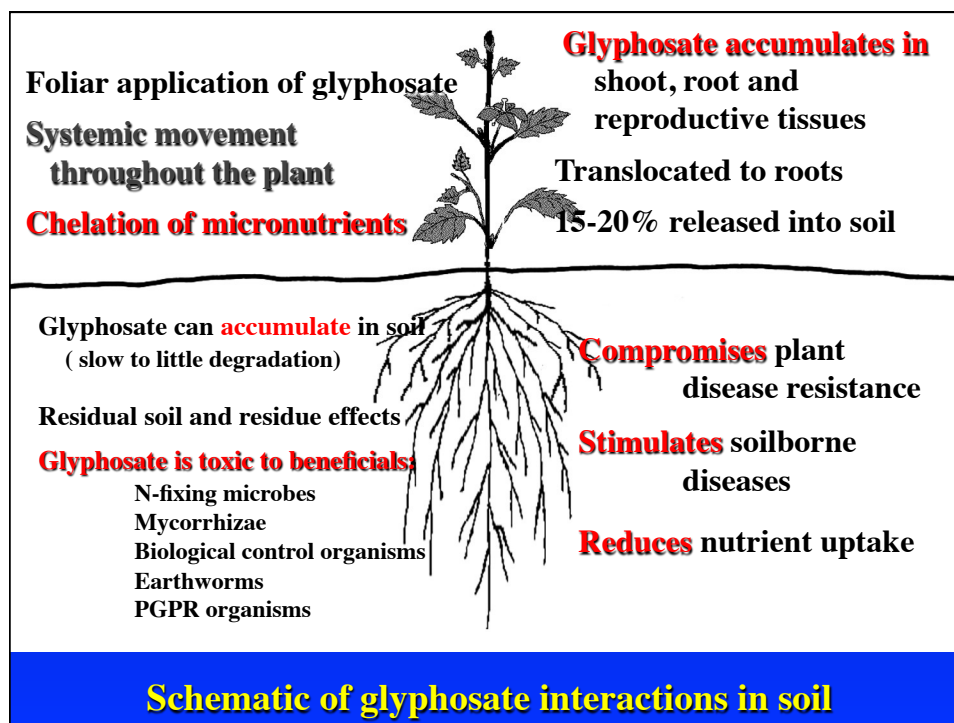 Foliar application of glyphosate
Systemic movement
throughout the plant
Chelation of micronutrients
Glyphosate accumulates in
shoot, root and
reproductive tissues
Translocated to roots
15-20% released into soil
Glyphosate can accumulate in soil
( slow to little degradation)
Residual soil and residue effects
Glyphosate is toxic to beneficials:
N-fixing microbes
Mycorrhizae
Biological control organisms
Earthworms
PGPR organisms
Compromises plant
disease resistance
Stimulates soilborne
diseases
Reduces nutrient uptake
Schematic of glyphosate interactions in soil